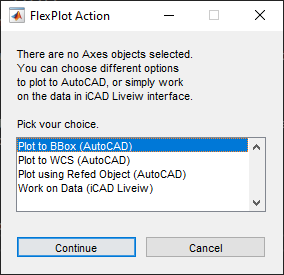 FlexPlot Action
There are no Axes objects selected.
You can choose different options
to plot to AutoCAD, or simply work
on the data in iCAD Liveiw interface.
Pick your choice.
Plot to BBox (AutoCAD)
Plot to WCS (AutoCAD)
Plot using Refed Object (AutoCAD)
Work on Data (iCAD Liveiw)
Continue
Cancel